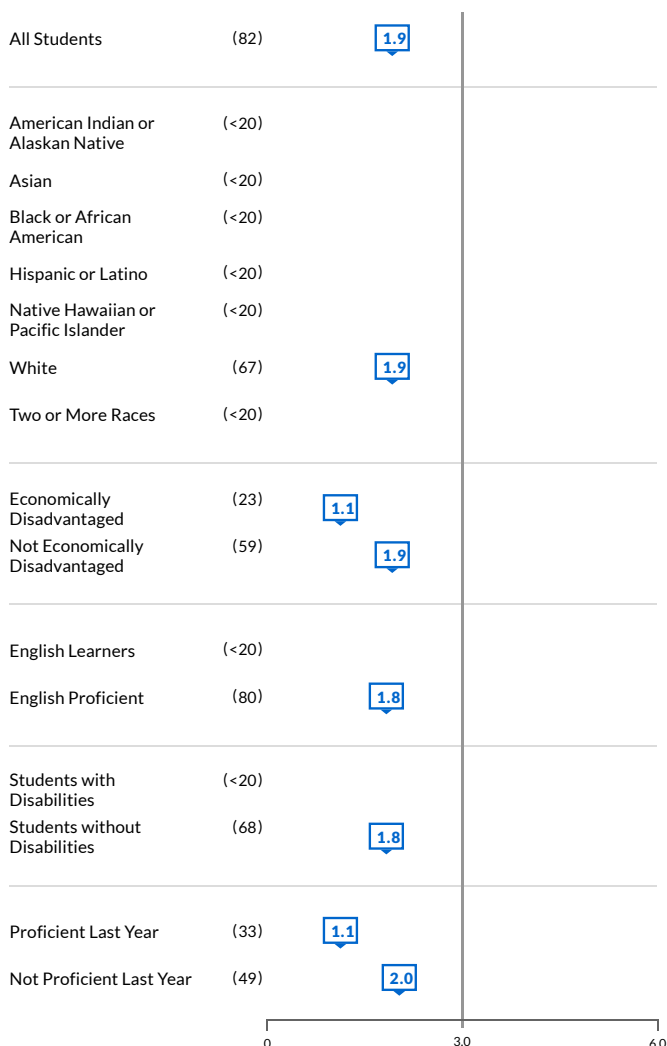 All Students (82) 1.9
American Indian or (<20)
Alaskan Native
Asian (<20)
Black or African (<20)
American
Hispanic or Latino (<20)
Native Hawaiian or (<20)
Pacific Islander
White (67) 1.9
Two or More Races (<20)
Economically (23) 1.1
Disadvantaged
Not Economically (59) 1.9
Disadvantaged
English Learners (<20)
English Proficient (80) 1.8
Students with (<20)
Disabilities
Students without (68) 1.8
Disabilities
Proficient Last Year (33) 1.1
Not Proficient Last Year (49) 2.0
0 3.0 6.0